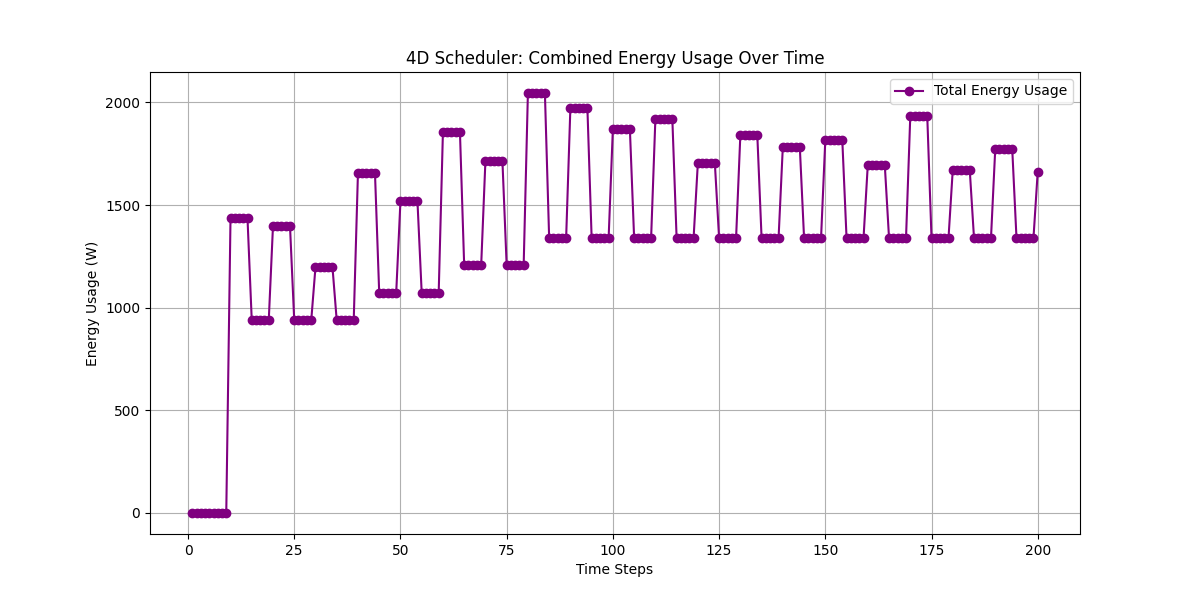 4D Scheduler: Combined Energy Usage Over Time
Total Energy Usage
Energy Usage (W)
2000
1500
1000
500
0
0 25 50 75 100 125 150 175 200
Time Steps